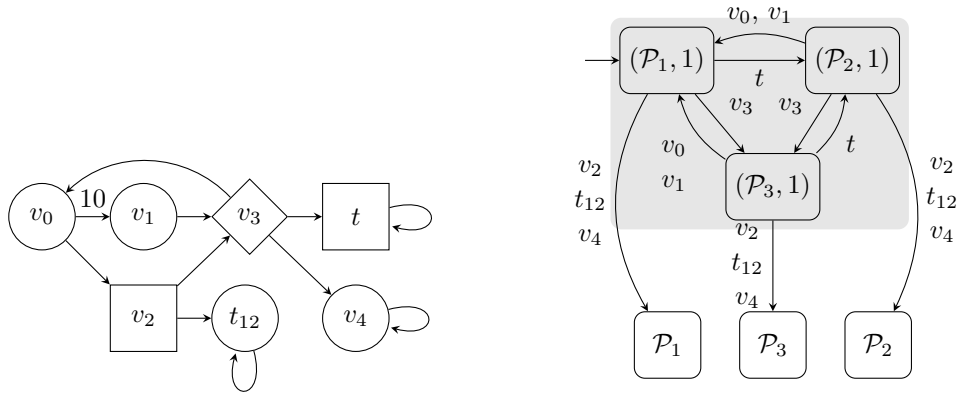 v₀, v₁
(𝒫₁, 1)
(𝒫₂, 1)
t
v₃
v₃
v₀
v₁
t
(𝒫₃, 1)
v₂
t₁₂
v₄
v₂
t₁₂
v₄
v₂
t₁₂
v₄
𝒫₁
𝒫₃
𝒫₂
v₀
10
v₁
v₃
t
v₂
t₁₂
v₄